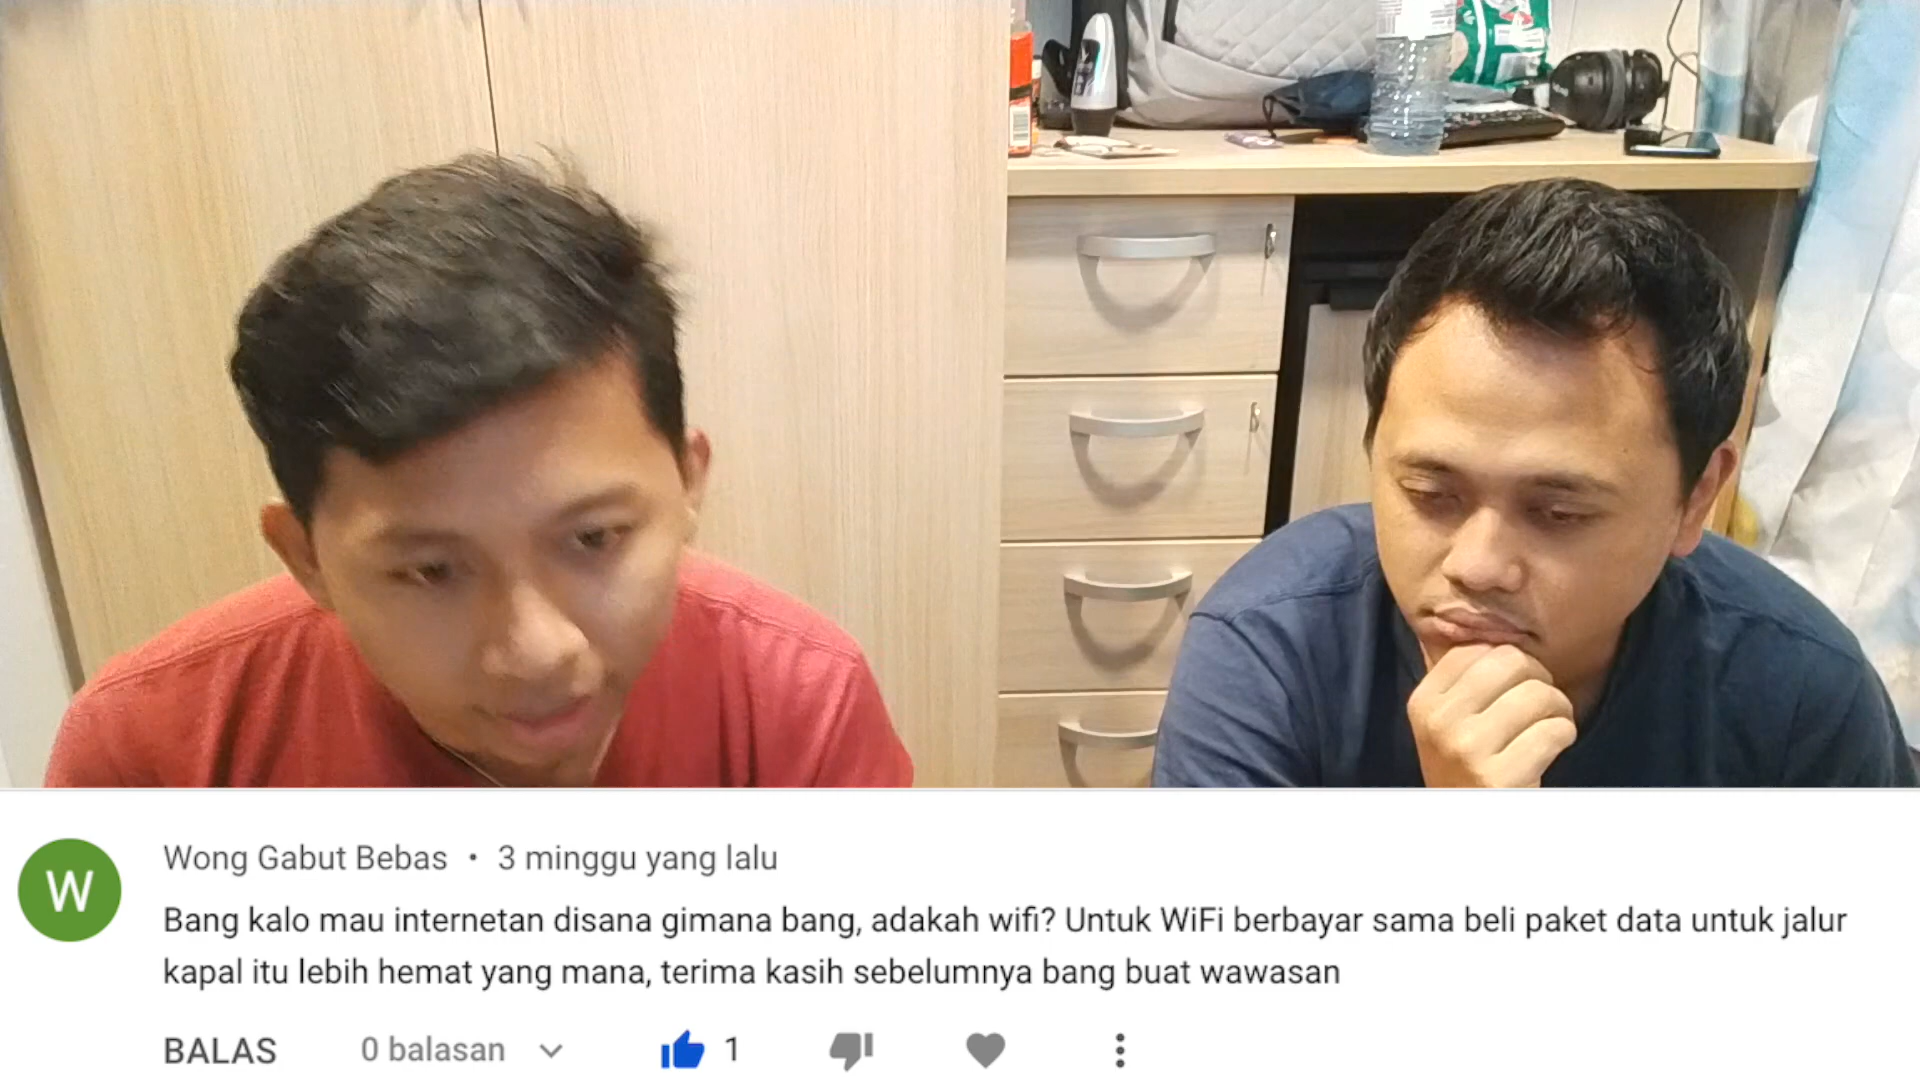 W
Wong Gabut Bebas • 3 minggu yang lalu
Bang kalo mau internetan disana gimana bang, adakah wifi? Untuk WiFi berbayar sama beli paket data untuk jalur
kapal itu lebih hemat yang mana, terima kasih sebelumnya bang buat wawasan
BALAS 0 balasan 1